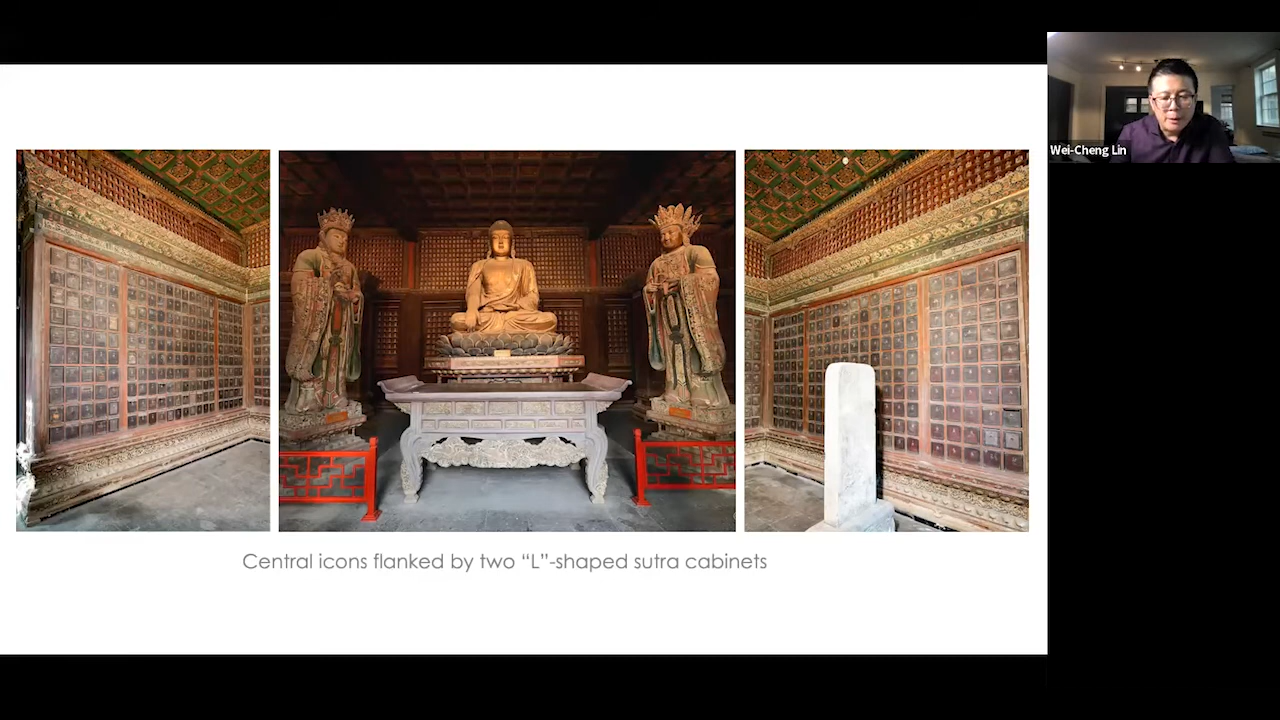 Wei-Cheng Lin
Central icons flanked by two “L”-shaped sutra cabinets